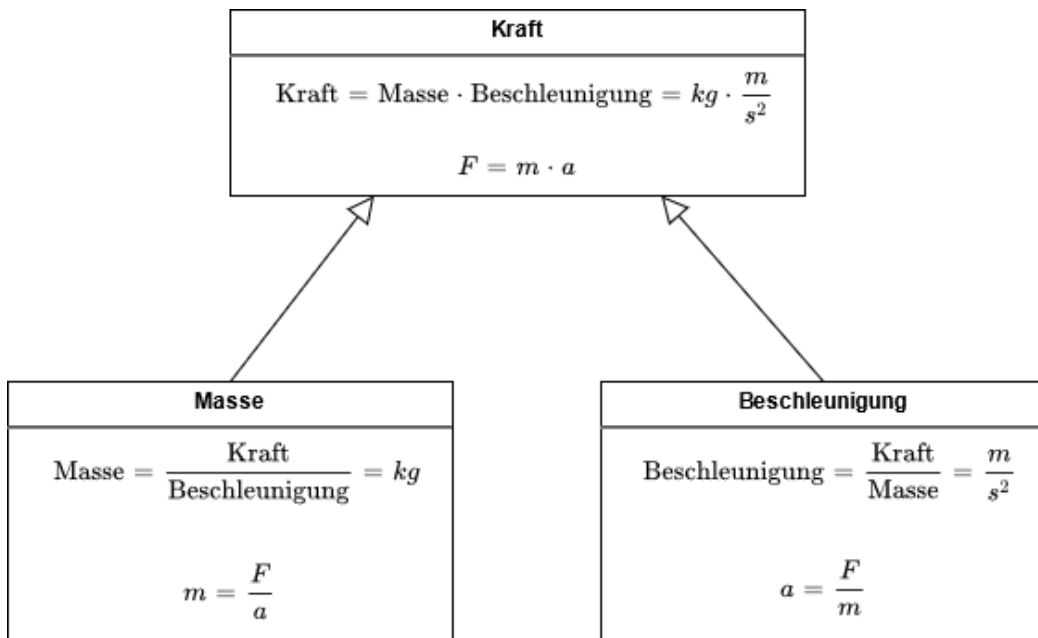 Kraft
Kraft = Masse · Beschleunigung = kg · m/s²
F = m · a
Masse
Masse = Kraft/Beschleunigung = kg
m = F/a
Beschleunigung
Beschleunigung = Kraft/Masse = m/s²
a = F/m